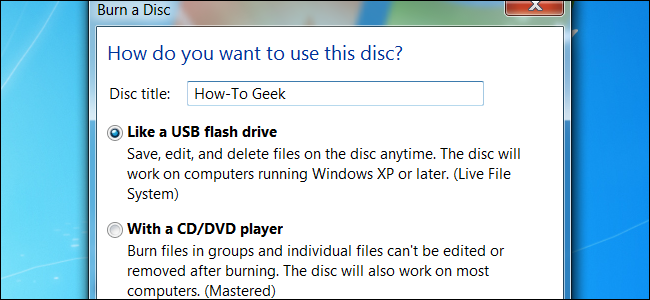 Burn a Disc
How do you want to use this disc?
Disc title: How-To Geek
Like a USB flash drive
Save, edit, and delete files on the disc anytime. The disc will
work on computers running Windows XP or later. (Live File
System)
With a CD/DVD player
Burn files in groups and individual files can't be edited or
removed after burning. The disc will also work on most
computers. (Mastered)